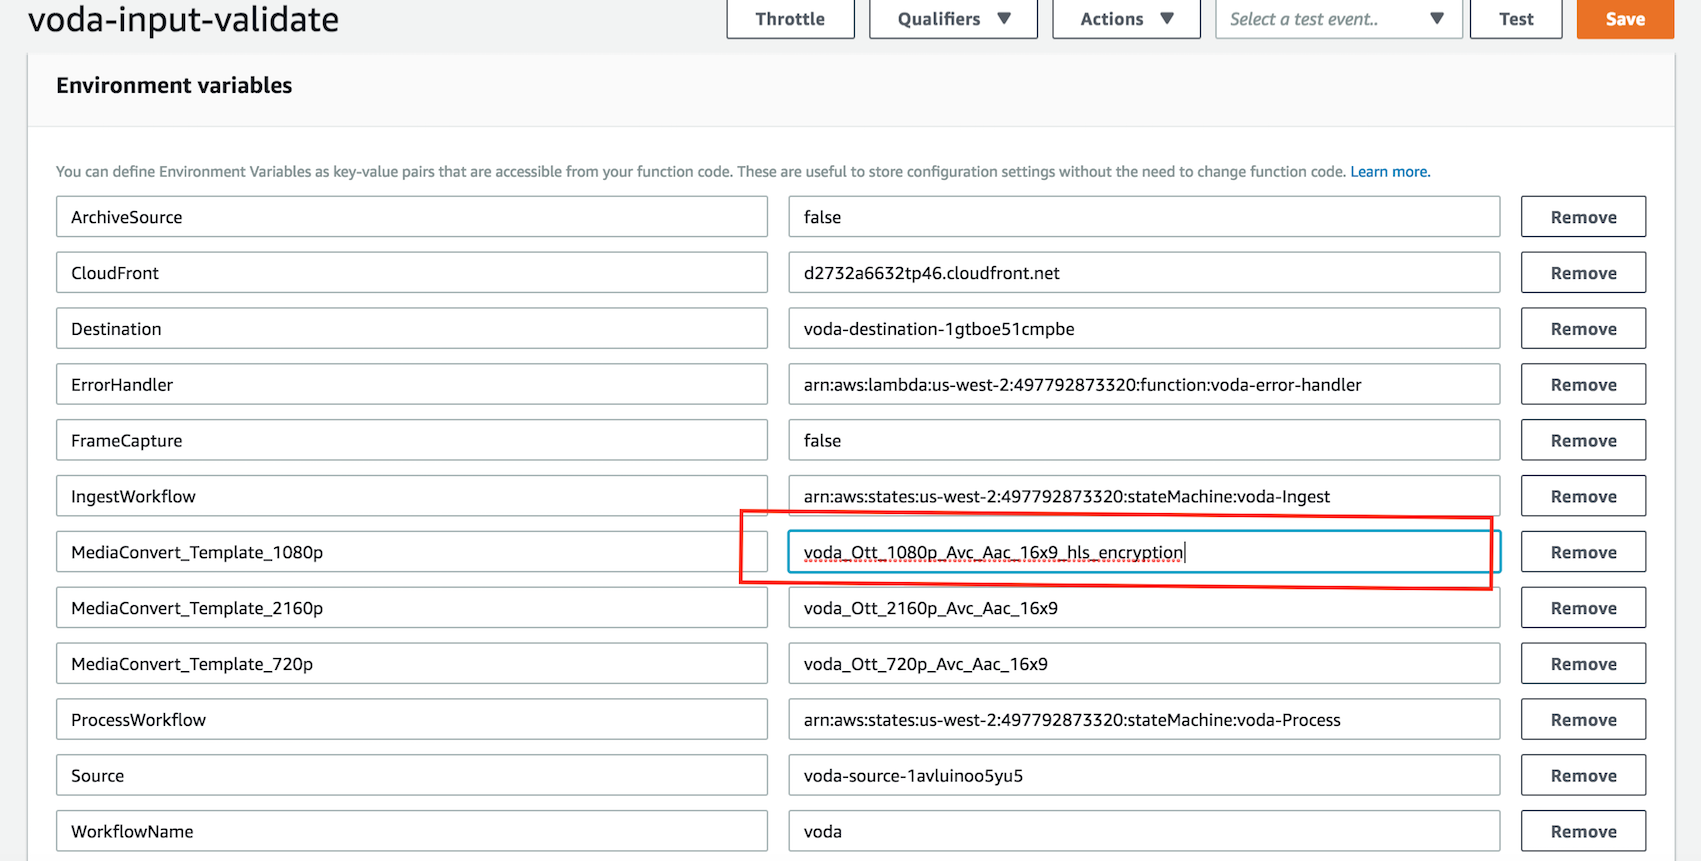 voda-input-validate Throttle Qualifiers Actions Select a test event.. Test Save
Environment variables
You can define Environment Variables as key-value pairs that are accessible from your function code. These are useful to store configuration settings without the need to change function code. Learn more.
ArchiveSource false Remove
CloudFront d2732a6632tp46.cloudfront.net Remove
Destination voda-destination-1gtboe51cmpbe Remove
ErrorHandler arn:aws:lambda:us-west-2:497792873320:function:voda-error-handler Remove
FrameCapture false Remove
IngestWorkflow arn:aws:states:us-west-2:497792873320:stateMachine:voda-Ingest Remove
MediaConvert_Template_1080p voda_Ott_1080p_Avc_Aac_16x9_hls_encryption Remove
MediaConvert_Template_2160p voda_Ott_2160p_Avc_Aac_16x9 Remove
MediaConvert_Template_720p voda_Ott_720p_Avc_Aac_16x9 Remove
ProcessWorkflow arn:aws:states:us-west-2:497792873320:stateMachine:voda-Process Remove
Source voda-source-1avluinoo5yu5 Remove
WorkflowName voda Remove